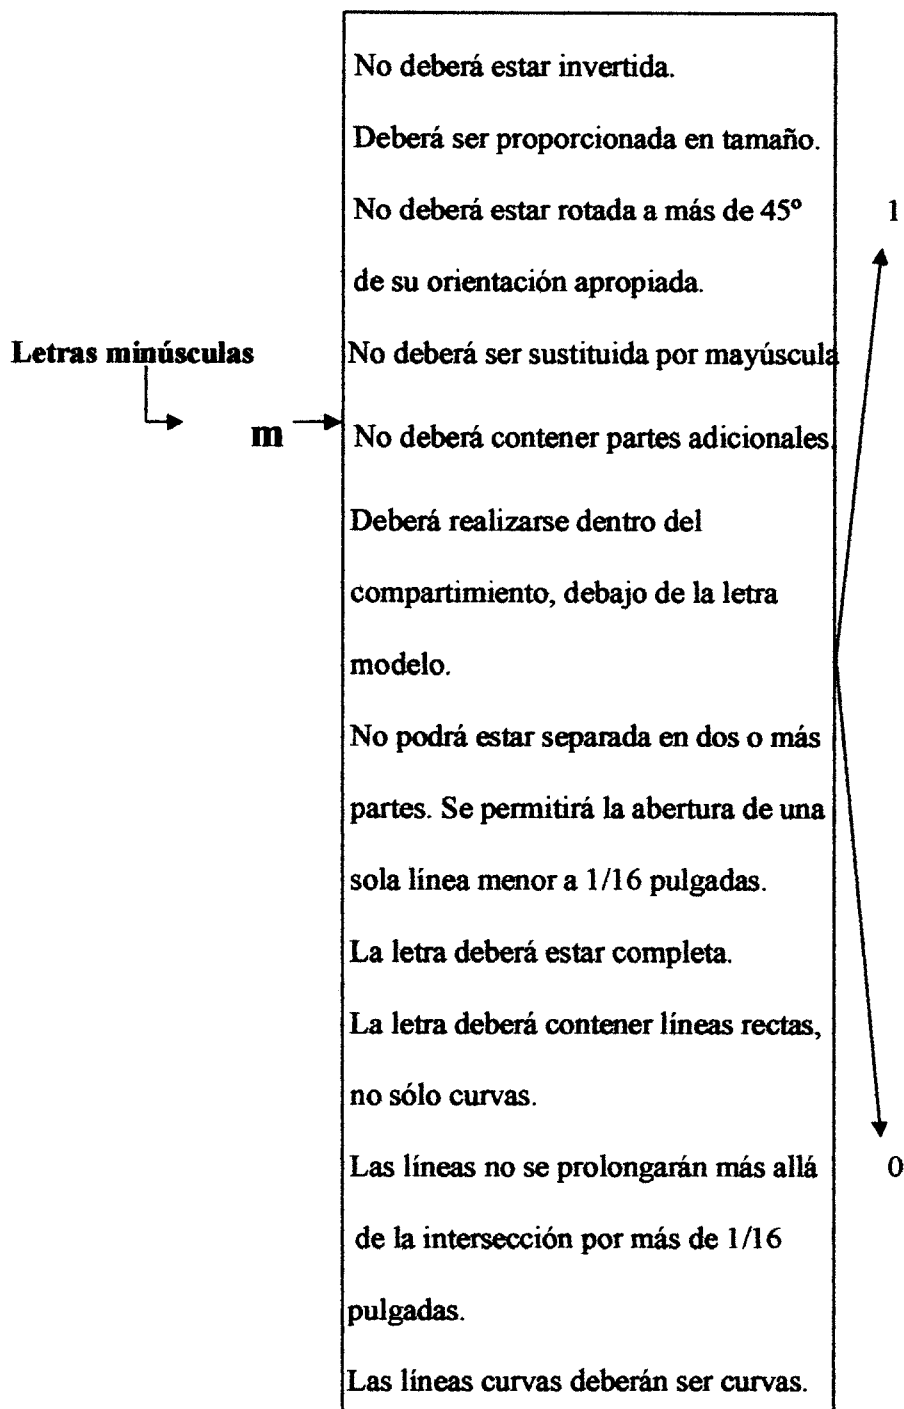 No deberá estar invertida.
Deberá ser proporcionada en tamaño.
No deberá estar rotada a más de 45º
1
de su orientación apropiada.
Letras minúsculas
No deberá ser sustituida por mayúscula
m
No deberá contener partes adicionales.
Deberá realizarse dentro del
compartimiento, debajo de la letra
modelo.
No podrá estar separada en dos o más
partes. Se permitirá la abertura de una
sola línea menor a 1/16 pulgadas.
La letra deberá estar completa.
La letra deberá contener líneas rectas,
no sólo curvas.
Las líneas no se prolongarán más allá
0
de la intersección por más de 1/16
pulgadas.
Las líneas curvas deberán ser curvas.